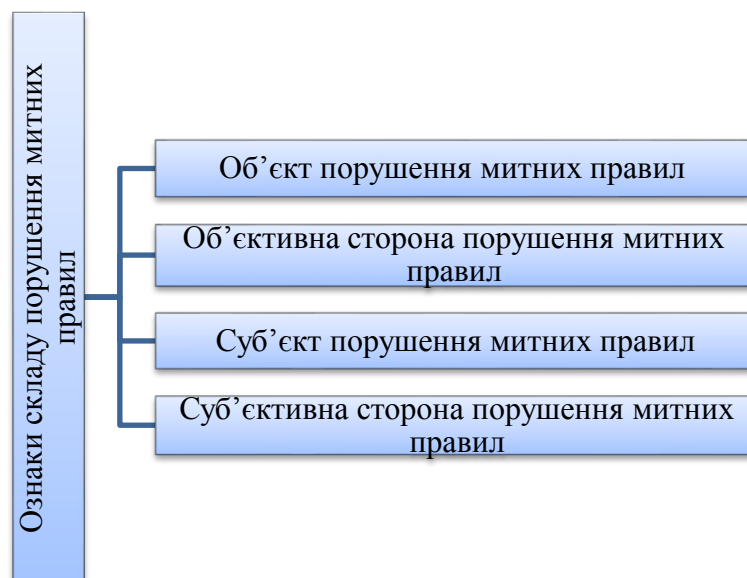 Ознаки складу порушення митних
правил
Об’єкт порушення митних правил
Об’єктивна сторона порушення митних
правил
Суб’єкт порушення митних правил
Суб’єктивна сторона порушення митних
правил